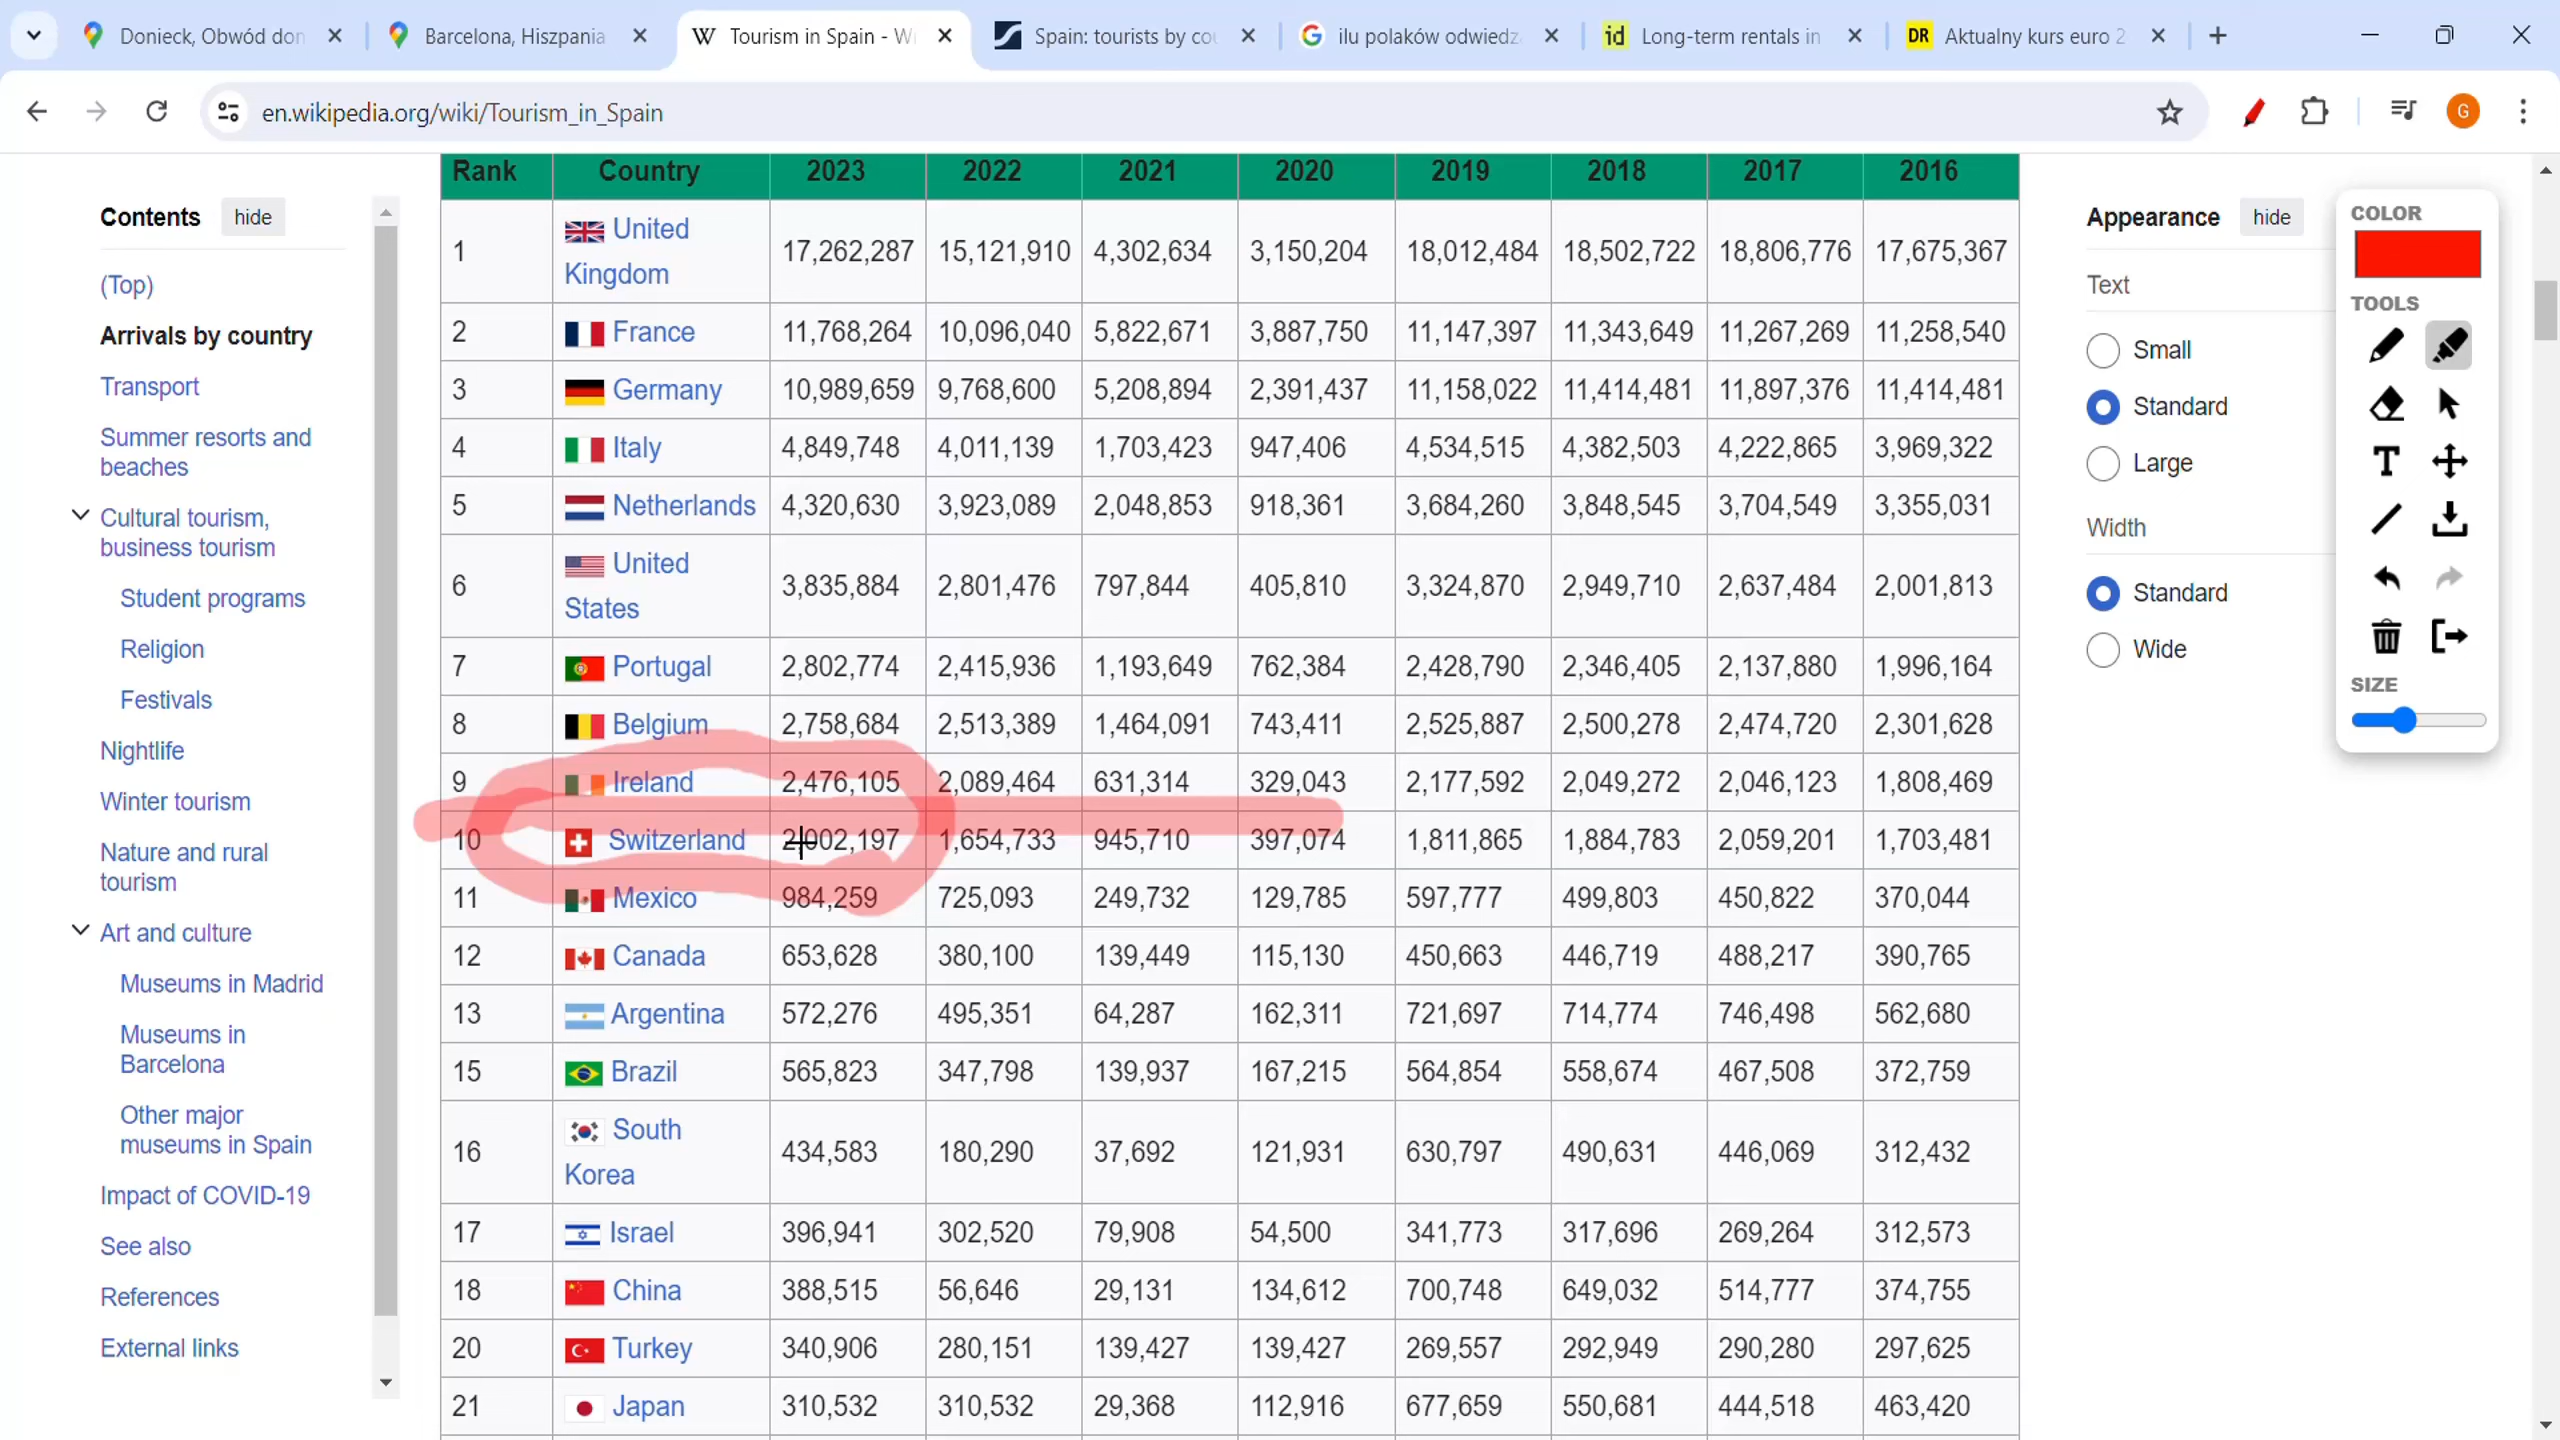 Donieck, Obwód don
Barcelona, Hiszpania
Tourism in Spain - Wi
Spain: tourists by cou
ilu polaków odwiedz
Long-term rentals in
Aktualny kurs euro 2
en.wikipedia.org/wiki/Tourism_in_Spain
G
Contents hide
(Top)
Arrivals by country
Transport
Summer resorts and
beaches
Cultural tourism,
business tourism
Student programs
Religion
Festivals
Nightlife
Winter tourism
Nature and rural
tourism
Art and culture
Museums in Madrid
Museums in
Barcelona
Other major
museums in Spain
Impact of COVID-19
See also
References
External links
Rank Country 2023 2022 2021 2020 2019 2018 2017 2016
1 United Kingdom 17,262,287 15,121,910 4,302,634 3,150,204 18,012,484 18,502,722 18,806,776 17,675,367
2 France 11,768,264 10,096,040 5,822,671 3,887,750 11,147,397 11,343,649 11,267,269 11,258,540
3 Germany 10,989,659 9,768,600 5,208,894 2,391,437 11,158,022 11,414,481 11,897,376 11,414,481
4 Italy 4,849,748 4,011,139 1,703,423 947,406 4,534,515 4,382,503 4,222,865 3,969,322
5 Netherlands 4,320,630 3,923,089 2,048,853 918,361 3,684,260 3,848,545 3,704,549 3,355,031
6 United States 3,835,884 2,801,476 797,844 405,810 3,324,870 2,949,710 2,637,484 2,001,813
7 Portugal 2,802,774 2,415,936 1,193,649 762,384 2,428,790 2,346,405 2,137,880 1,996,164
8 Belgium 2,758,684 2,513,389 1,464,091 743,411 2,525,887 2,500,278 2,474,720 2,301,628
9 Ireland 2,476,105 2,089,464 631,314 329,043 2,177,592 2,049,272 2,046,123 1,808,469
10 Switzerland 2,002,197 1,654,733 945,710 397,074 1,811,865 1,884,783 2,059,201 1,703,481
11 Mexico 984,259 725,093 249,732 129,785 597,777 499,803 450,822 370,044
12 Canada 653,628 380,100 139,449 115,130 450,663 446,719 488,217 390,765
13 Argentina 572,276 495,351 64,287 162,311 721,697 714,774 746,498 562,680
15 Brazil 565,823 347,798 139,937 167,215 564,854 558,674 467,508 372,759
16 South Korea 434,583 180,290 37,692 121,931 630,797 490,631 446,069 312,432
17 Israel 396,941 302,520 79,908 54,500 341,773 317,696 269,264 312,573
18 China 388,515 56,646 29,131 134,612 700,748 649,032 514,777 374,755
20 Turkey 340,906 280,151 139,427 139,427 269,557 292,949 290,280 297,625
21 Japan 310,532 310,532 29,368 112,916 677,659 550,681 444,518 463,420
Appearance hide
Text
Small
Standard
Large
Width
Standard
Wide
COLOR
TOOLS
SIZE